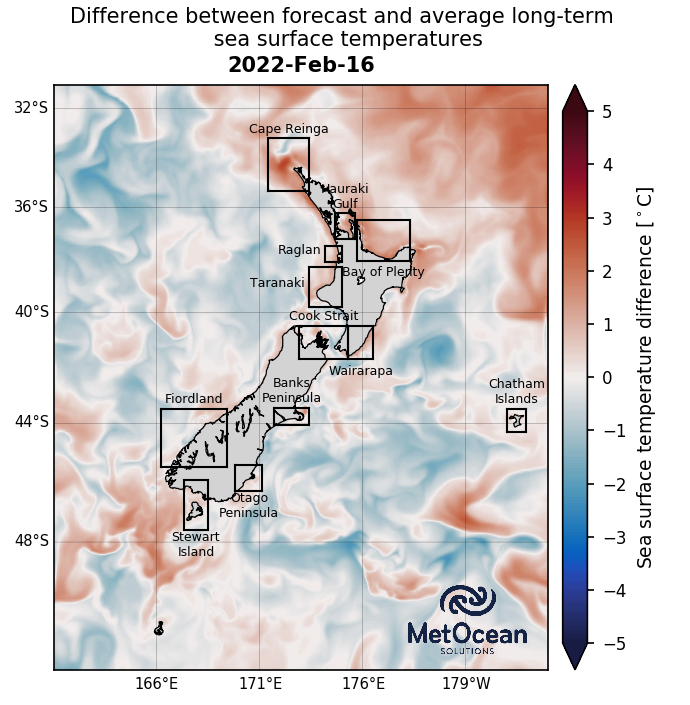 Difference between forecast and average long-term
sea surface temperatures
2022-Feb-16
32°S
36°S
40°S
44°S
48°S
166°E
171°E
176°E
179°W
Cape Reinga
Hauraki
Gulf
Raglan
Bay of Plenty
Taranaki
Cook Strait
Wairarapa
Banks
Peninsula
Fiordland
Chatham
Islands
Otago
Peninsula
Stewart
Island
MetOcean
SOLUTIONS
5
4
3
2
1
0
−1
−2
−3
−4
−5
Sea surface temperature difference [°C]